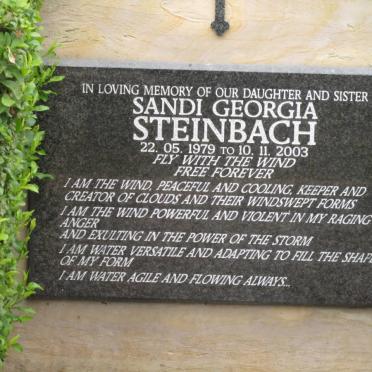 IN LOVING MEMORY OF OUR DAUGHTER AND SISTER
SANDI GEORGIA
STEINBACH
22. 05. 1979 TO 10. 11. 2003
FLY WITH THE WIND
FREE FOREVER
I AM THE WIND, PEACEFUL AND COOLING, KEEPER AND
CREATOR OF CLOUDS AND THEIR WINDSWEPT FORMS
I AM THE WIND POWERFUL AND VIOLENT IN MY RAGING
ANGER
AND EXULTING IN THE POWER OF THE STORM
I AM WATER VERSATILE AND ADAPTING TO FILL THE SHAPE
OF MY FORM
I AM WATER AGILE AND FLOWING ALWAYS...